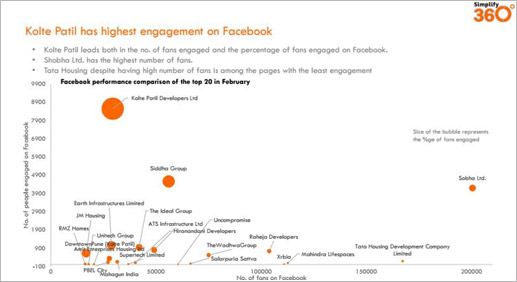 Simplify
360°
Kolte Patil has highest engagement on Facebook
• Kolte Patil leads both in the no. of fans engaged and the percentage of fans engaged on Facebook.
• Shobha Ltd. has the highest number of fans.
• Tata Housing despite having high number of fans is among the pages with the least engagement
Facebook performance comparison of the top 20 in February
No. of people engaged on Facebook
9900
8900
7900
6900
5900
4900
3900
2900
1900
900
-100
Kolte Patil Developers Ltd
Size of the bubble represents
the %age of fans engaged
Siddha Group
Sobha Ltd.
Earth Infrastructures Limited
The Ideal Group
JM Housing
ATS Infrastructure Ltd
Uncompromise
RMZ Homes
Unitech Group
Hiranandani Developers
Raheja Developers
DowntownPune (Kolte Patil)
TheWadhwaGroup
Tata Housing Development Company
Limited
Amit Enterprises Housing Ltd
Supertech Limited
Salarpuria Sattva
Xrbia
Mahindra Lifespaces
PBEL City
Mahagun India
0
50000
100000
150000
200000
No. of fans on Facebook